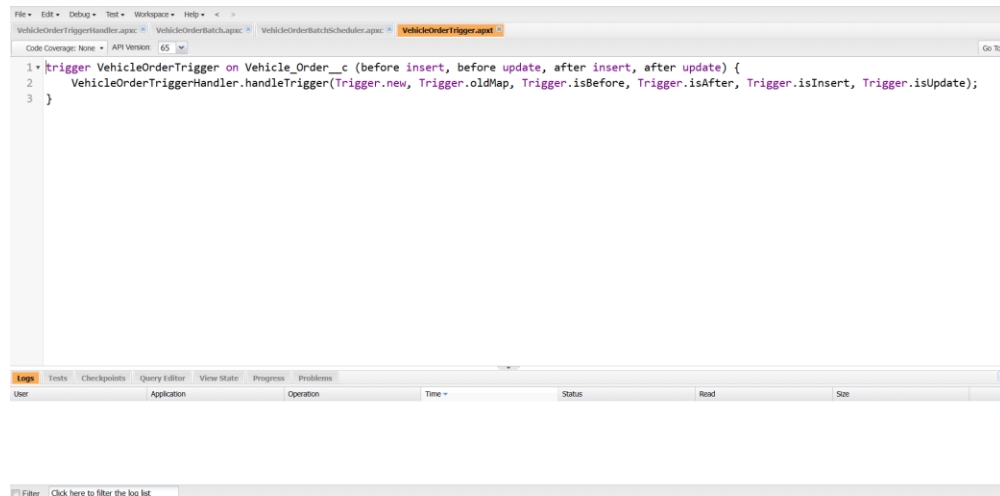 File Edit Debug Test Workspace Help < >
VehicleOrderTriggerHandler.apxc VehicleOrderBatch.apxc VehicleOrderBatchScheduler.apxc VehicleOrderTrigger.apxt
Code Coverage: None API Version: 65 Go To
1 trigger VehicleOrderTrigger on Vehicle_Order__c (before insert, before update, after insert, after update) {
2 VehicleOrderTriggerHandler.handleTrigger(Trigger.new, Trigger.oldMap, Trigger.isBefore, Trigger.isAfter, Trigger.isInsert, Trigger.isUpdate);
3 }
Logs Tests Checkpoints Query Editor View State Progress Problems
User Application Operation Time Status Read Size
Filter Click here to filter the log list